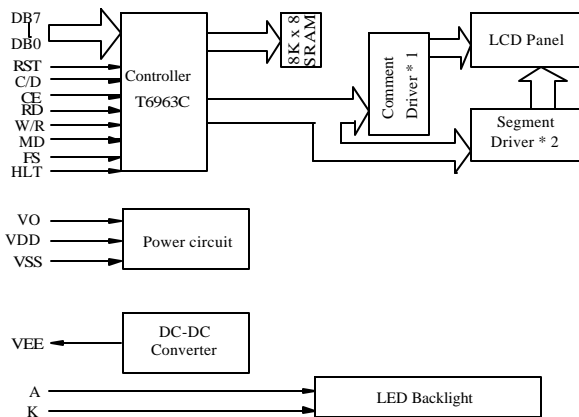 DB7
DB0
RST
C/D
CE
RD
W/R
MD
FS
HLT
Controller
T6963C
8K x 8
SRAM
Comment
Driver * 1
LCD Panel
Segment
Driver * 2
VO
VDD
VSS
Power circuit
VEE
DC-DC
Converter
A
K
LED Backlight